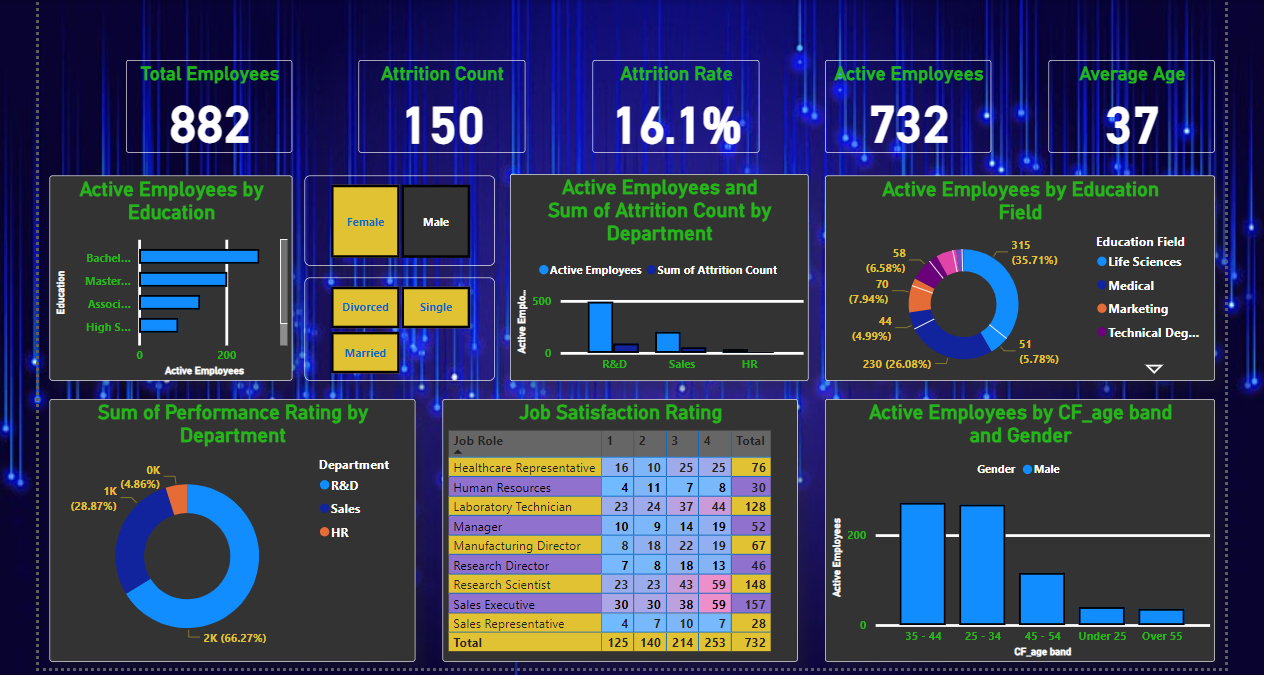 Total Employees
882
Attrition Count
150
Attrition Rate
16.1%
Active Employees
732
Average Age
37
Active Employees by
Education
Education
Bachel...
Master...
Associ...
High S...
0 200
Active Employees
Female Male
Divorced Single
Married
Active Employees and
Sum of Attrition Count by
Department
Active Employees Sum of Attrition Count
Active Emplo...
500
0
R&D Sales HR
Active Employees by Education
Field
315
(35.71%)
51
(5.78%)
230 (26.08%)
44
(4.99%)
70
(7.94%)
58
(6.58%)
Education Field
Life Sciences
Medical
Marketing
Technical Deg...
Sum of Performance Rating by
Department
0K
(4.86%)
1K
(28.87%)
2K (66.27%)
Department
R&D
Sales
HR
Job Satisfaction Rating
Job Role 1 2 3 4 Total
Healthcare Representative 16 10 25 25 76
Human Resources 4 11 7 8 30
Laboratory Technician 23 24 37 44 128
Manager 10 9 14 19 52
Manufacturing Director 8 18 22 19 67
Research Director 7 8 18 13 46
Research Scientist 23 23 43 59 148
Sales Executive 30 30 38 59 157
Sales Representative 4 7 10 7 28
Total 125 140 214 253 732
Active Employees by CF_age band
and Gender
Gender Male
Active Employees
200
0
35 - 44 25 - 34 45 - 54 Under 25 Over 55
CF_age band